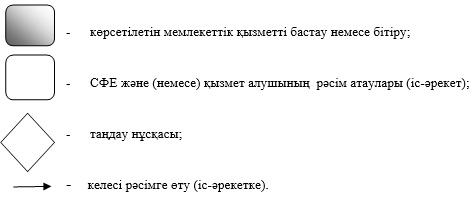 - көрсетілетін мемлекеттік қызметті бастау немесе бітіру;
- СФЕ және (немесе) қызмет алушының рәсім атаулары (іс-әрекет);
- таңдау нұсқасы;
- келесі рәсімге өту (іс-әрекетке).